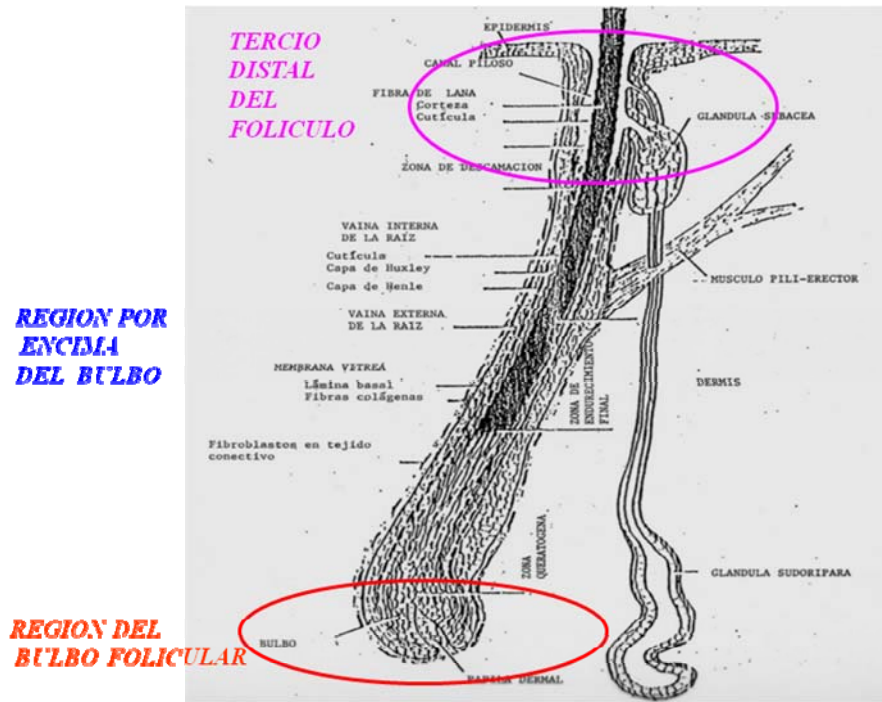 TERCIO
DISTAL
DEL
FOLICULO
EPIDERMIS
CANAL PILOSO
FIBRA DE LANA
Corteza
Cutícula
GLANDULA SEBACEA
ZONA DE DESCAMACION
VAINA INTERNA
DE LA RAÍZ
Cutícula
Capa de Huxley
Capa de Henle
MUSCULO PILI-ERECTOR
VAINA EXTERNA
DE LA RAIZ
REGION POR
ENCIMA
DEL BULBO
MEMBRANA VITREA
Lámina basal
Fibras colágenas
ZONA DE
ENDURECIMIENTO
FINAL
DERMIS
Fibroblastos en tejido
conectivo
ZONA
QUERATOGENA
GLANDULA SUDORIPARA
REGION DEL
BULBO FOLICULAR
BULBO
PAPILA DERMAL